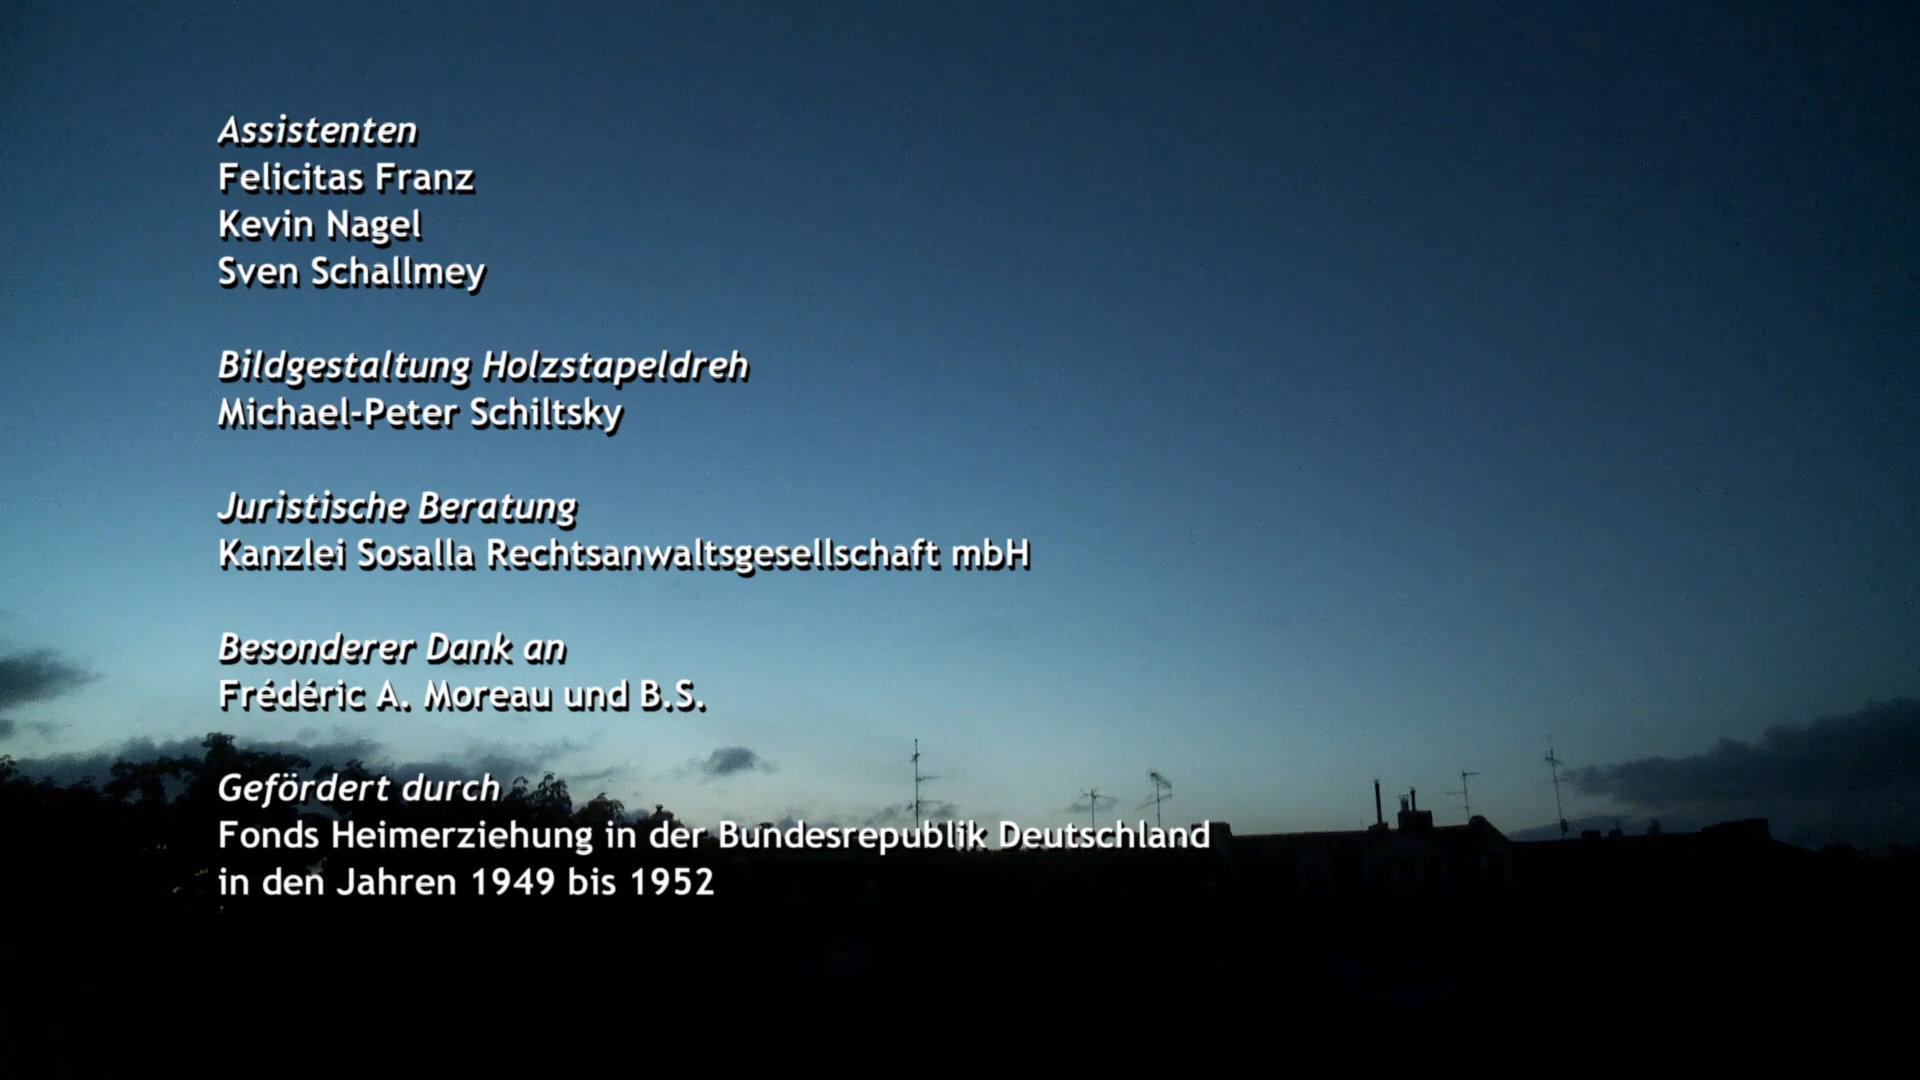 Assistenten
Felicitas Franz
Kevin Nagel
Sven Schallmey
Bildgestaltung Holzstapeldreh
Michael-Peter Schiltsky
Juristische Beratung
Kanzlei Sosalla Rechtsanwaltsgesellschaft mbH
Besonderer Dank an
Frédéric A. Moreau und B.S.
Gefördert durch
Fonds Heimerziehung in der Bundesrepublik Deutschland
in den Jahren 1949 bis 1952